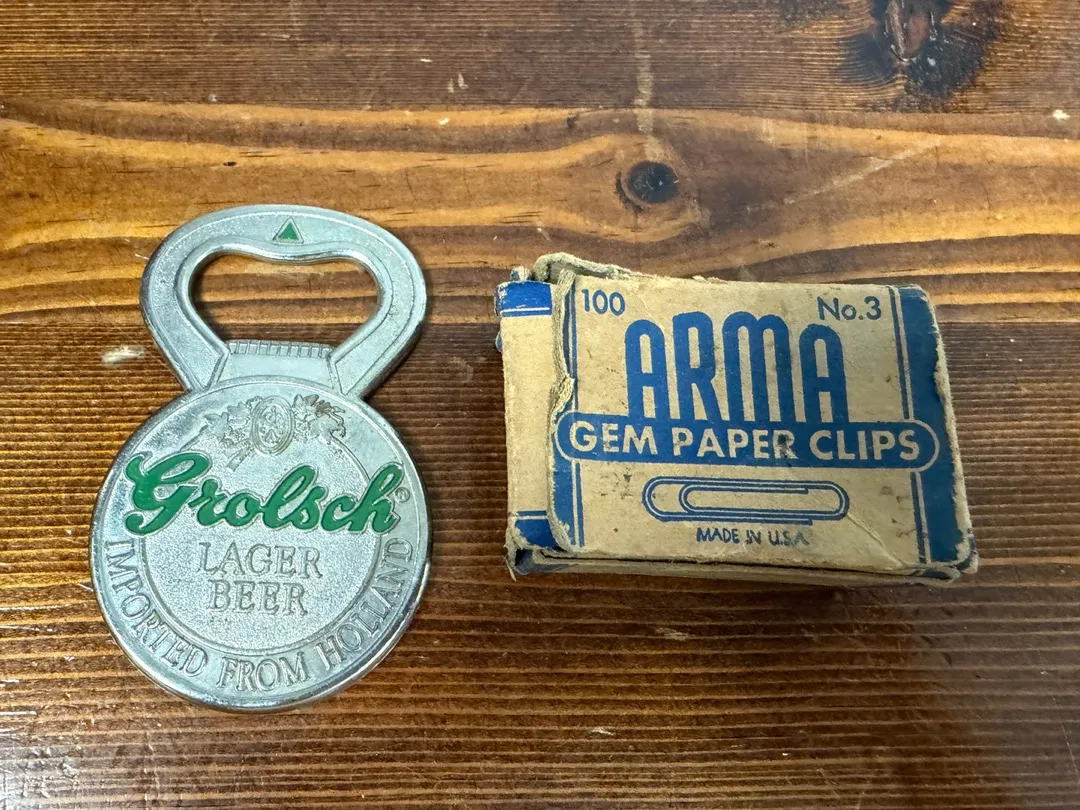 Grolsch®
LAGER
BEER
IMPORTED FROM HOLLAND
100
No.3
ARMA
GEM PAPER CLIPS
MADE IN U.S.A.